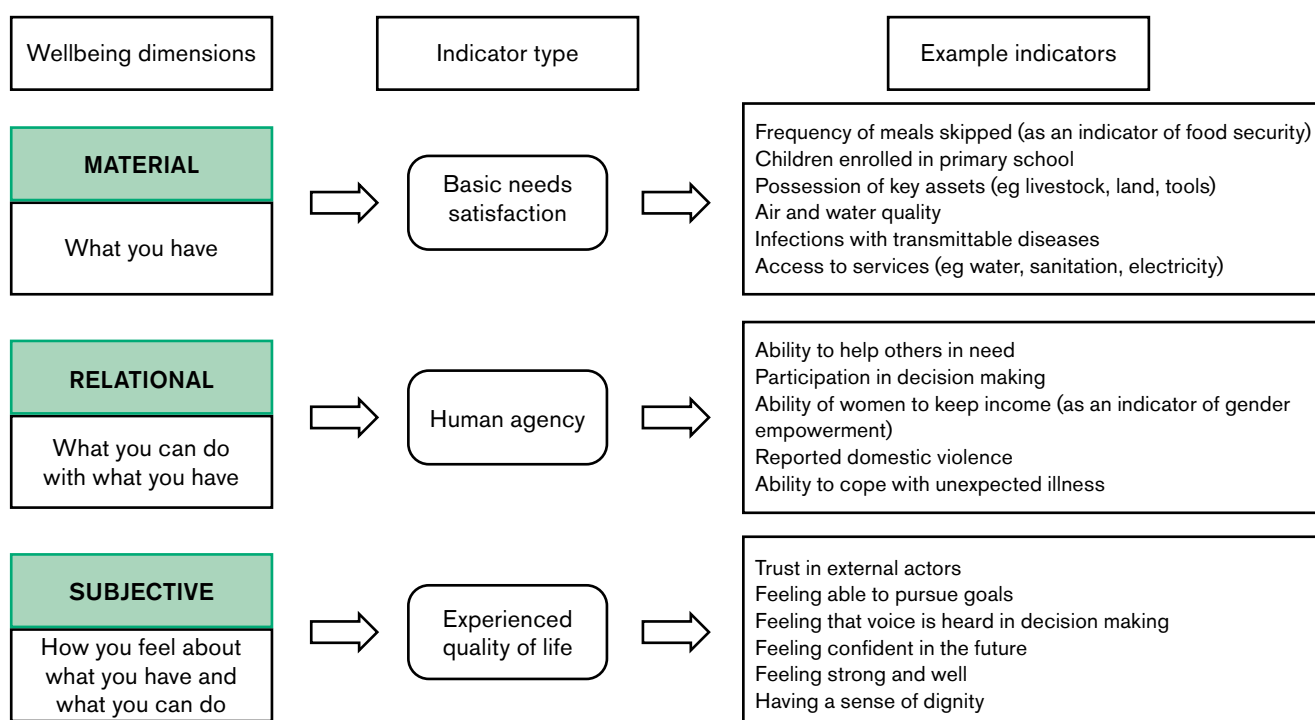 Wellbeing dimensions
Indicator type
Example indicators
MATERIAL
What you have
Basic needs
satisfaction
Frequency of meals skipped (as an indicator of food security)
Children enrolled in primary school
Possession of key assets (eg livestock, land, tools)
Air and water quality
Infections with transmittable diseases
Access to services (eg water, sanitation, electricity)
RELATIONAL
What you can do
with what you have
Human agency
Ability to help others in need
Participation in decision making
Ability of women to keep income (as an indicator of gender
empowerment)
Reported domestic violence
Ability to cope with unexpected illness
SUBJECTIVE
How you feel about
what you have and
what you can do
Experienced
quality of life
Trust in external actors
Feeling able to pursue goals
Feeling that voice is heard in decision making
Feeling confident in the future
Feeling strong and well
Having a sense of dignity